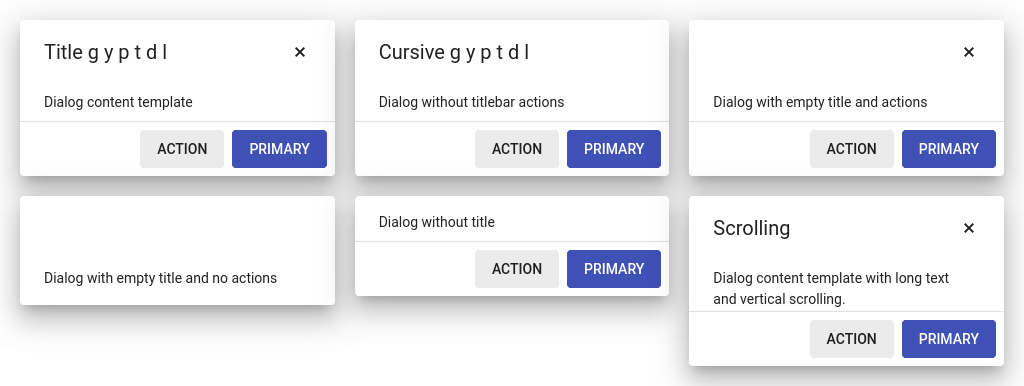 Title g y p t d l
Dialog content template
ACTION PRIMARY
Cursive g y p t d l
Dialog without titlebar actions
ACTION PRIMARY
Dialog with empty title and actions
ACTION PRIMARY
Dialog with empty title and no actions
Dialog without title
ACTION PRIMARY
Scrolling
Dialog content template with long text
and vertical scrolling.
ACTION PRIMARY